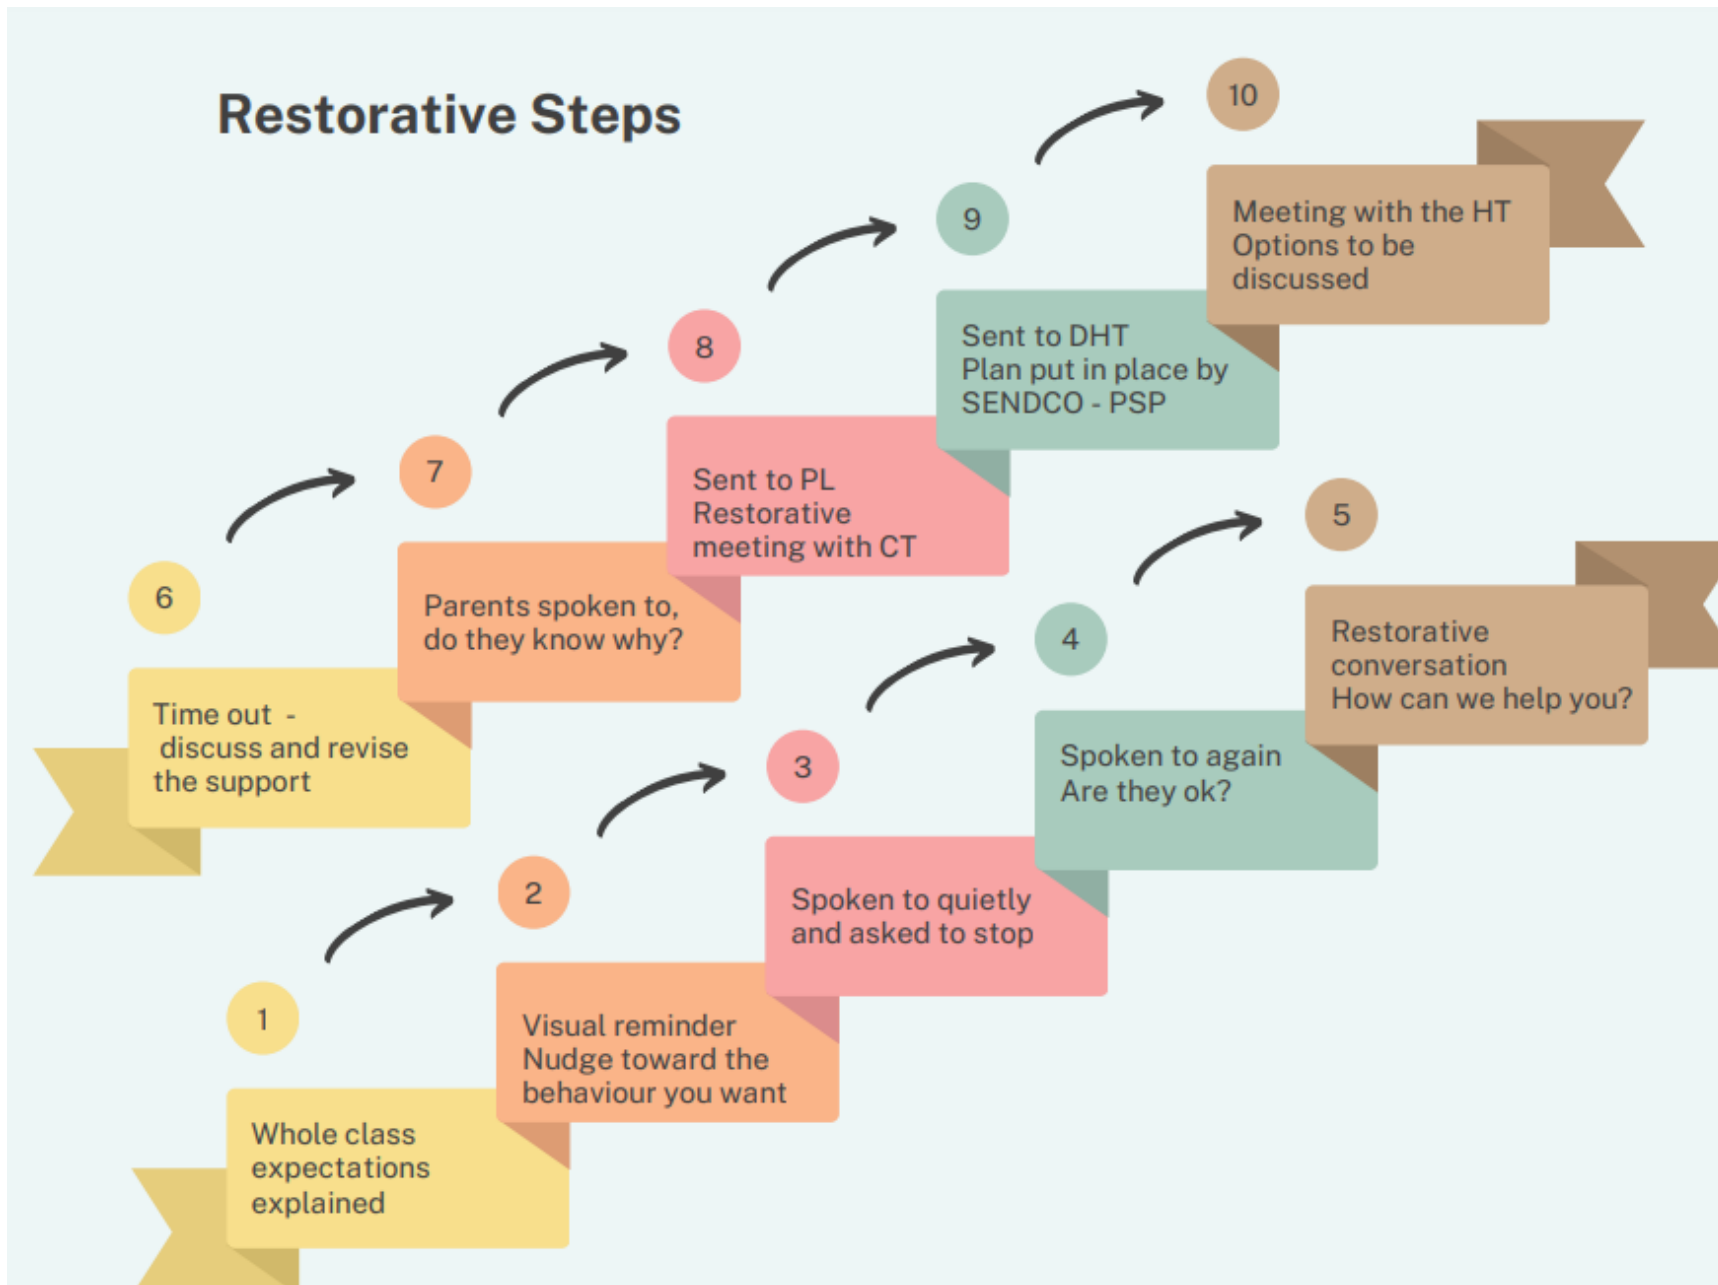 Restorative Steps
1
Whole class
expectations
explained
2
Visual reminder
Nudge toward the
behaviour you want
3
Spoken to quietly
and asked to stop
4
Spoken to again
Are they ok?
5
Restorative
conversation
How can we help you?
6
Time out -
discuss and revise
the support
7
Parents spoken to,
do they know why?
8
Sent to PL
Restorative
meeting with CT
9
Sent to DHT
Plan put in place by
SENDCO - PSP
10
Meeting with the HT
Options to be
discussed